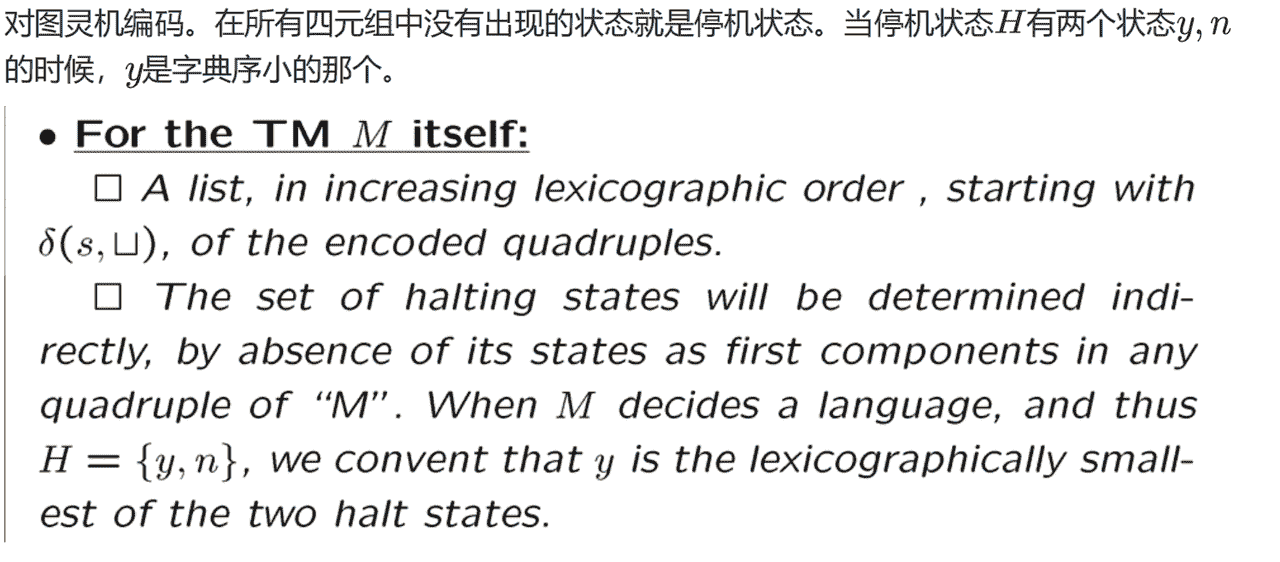 对图灵机编码。在所有四元组中没有出现的状态就是停机状态。当停机状态H有两个状态y, n
的时候，y是字典序小的那个。
• For the TM M itself:
□ A list, in increasing lexicographic order , starting with
δ(s, ⊔), of the encoded quadruples.
□ The set of halting states will be determined indi-
rectly, by absence of its states as first components in any
quadruple of “M”. When M decides a language, and thus
H = {y, n}, we convent that y is the lexicographically small-
est of the two halt states.